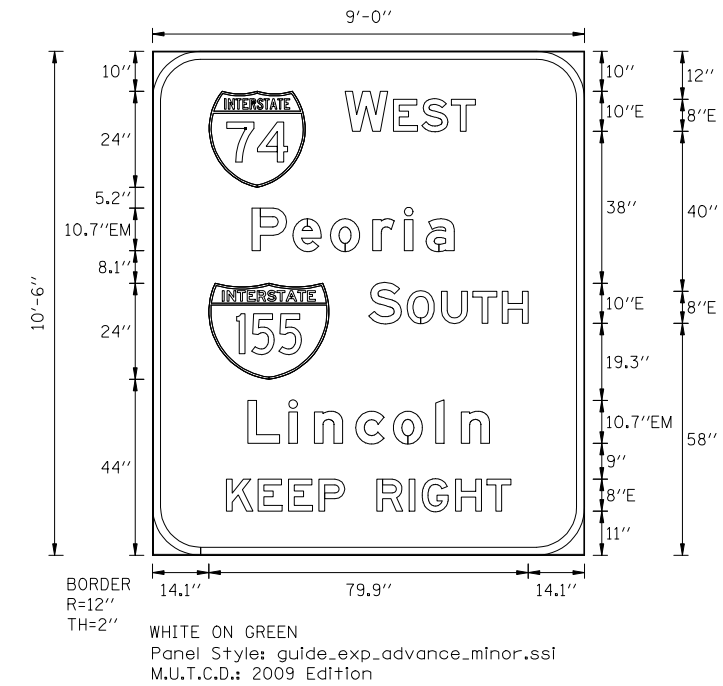 9'-0"
10" 10" 12"
INTERSTATE WEST 10"E 8"E
74
24"
5.2" 38" 40"
10.7"EM Peoria
8.1"
10'-6" INTERSTATE SOUTH 10"E 8"E
155
24" 19.3"
Lincoln 10.7"EM 58"
44" 9"
KEEP RIGHT 8"E
11"
BORDER 14.1" 79.9" 14.1"
R=12"
TH=2"
WHITE ON GREEN
Panel Style: guide_exp_advance_minor.ssi
M.U.T.C.D.: 2009 Edition